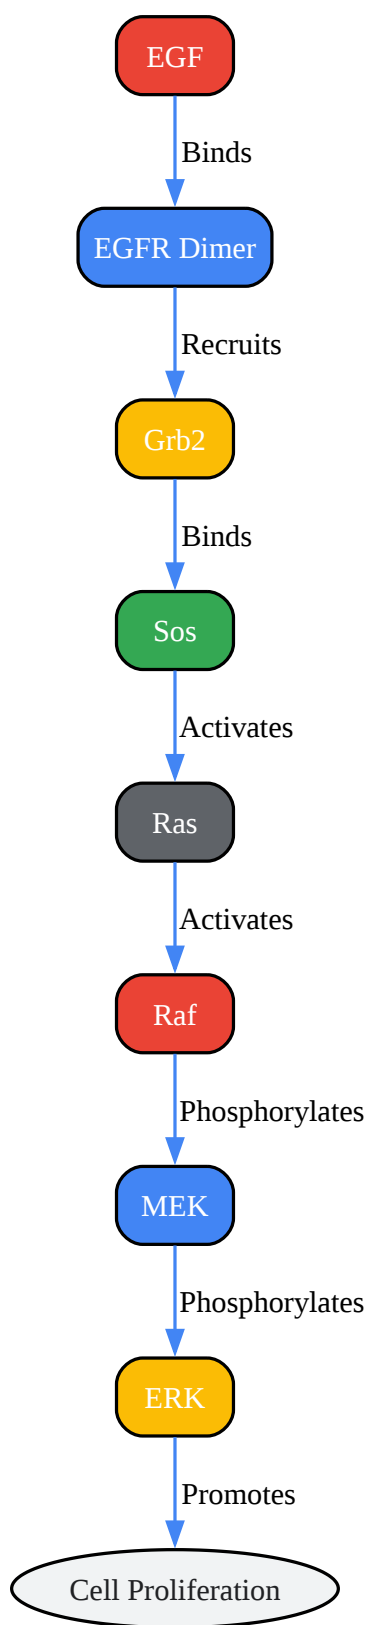 EGF
Binds
EGFR Dimer
Recruits
Grb2
Binds
Sos
Activates
Ras
Activates
Raf
Phosphorylates
MEK
Phosphorylates
ERK
Promotes
Cell Proliferation